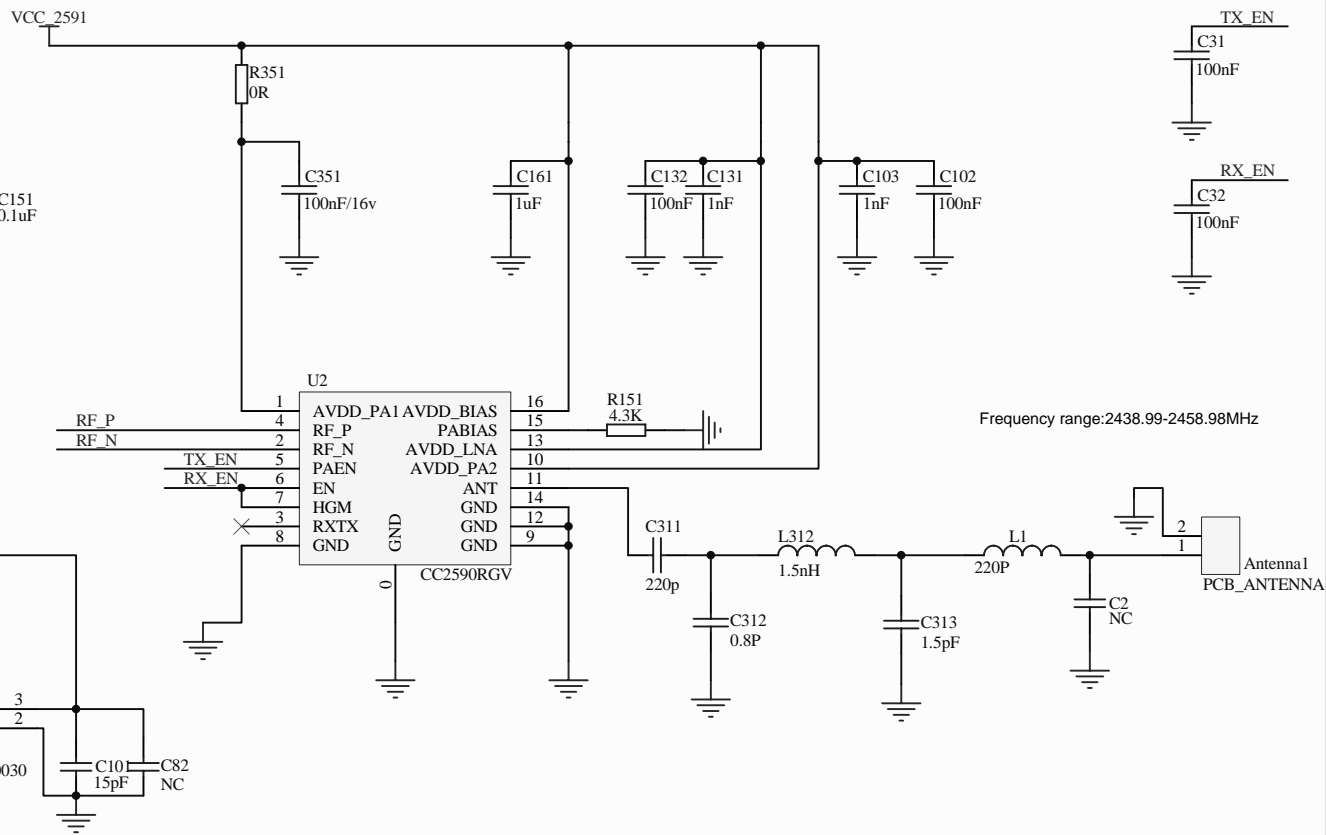 VCC_2591
TX_EN
C31
100nF
R351
0R
C351
100nF/16v
C161
1uF
C132
100nF
C131
1nF
C103
1nF
C102
100nF
RX_EN
C32
100nF
C151
0.1uF
U2
1
4
2
5
6
7
3
8
RF_P
RF_N
TX_EN
RX_EN
AVDD_PA1
RF_P
RF_N
PAEN
EN
HGM
RXTX
GND
GND
0
AVDD_BIAS
PABIAS
AVDD_LNA
AVDD_PA2
ANT
GND
GND
GND
16
15
13
10
11
14
12
9
CC2590RGV
R151
4.3K
Frequency range:2438.99-2458.98MHz
C311
220p
C312
0.8P
L312
1.5nH
C313
1.5pF
L1
220P
C2
NC
2
1
Antenna1
PCB_ANTENNA
3
2
0030
C101
15pF
C82
NC